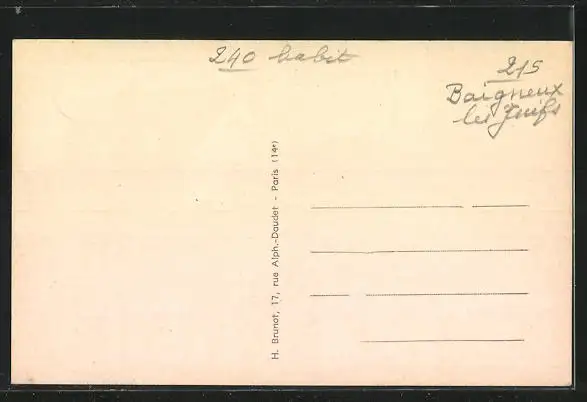 240 habit
215
Baigneux
les Juifs
H. Brunot, 17, rue Alph.-Daudet - Paris (14e)